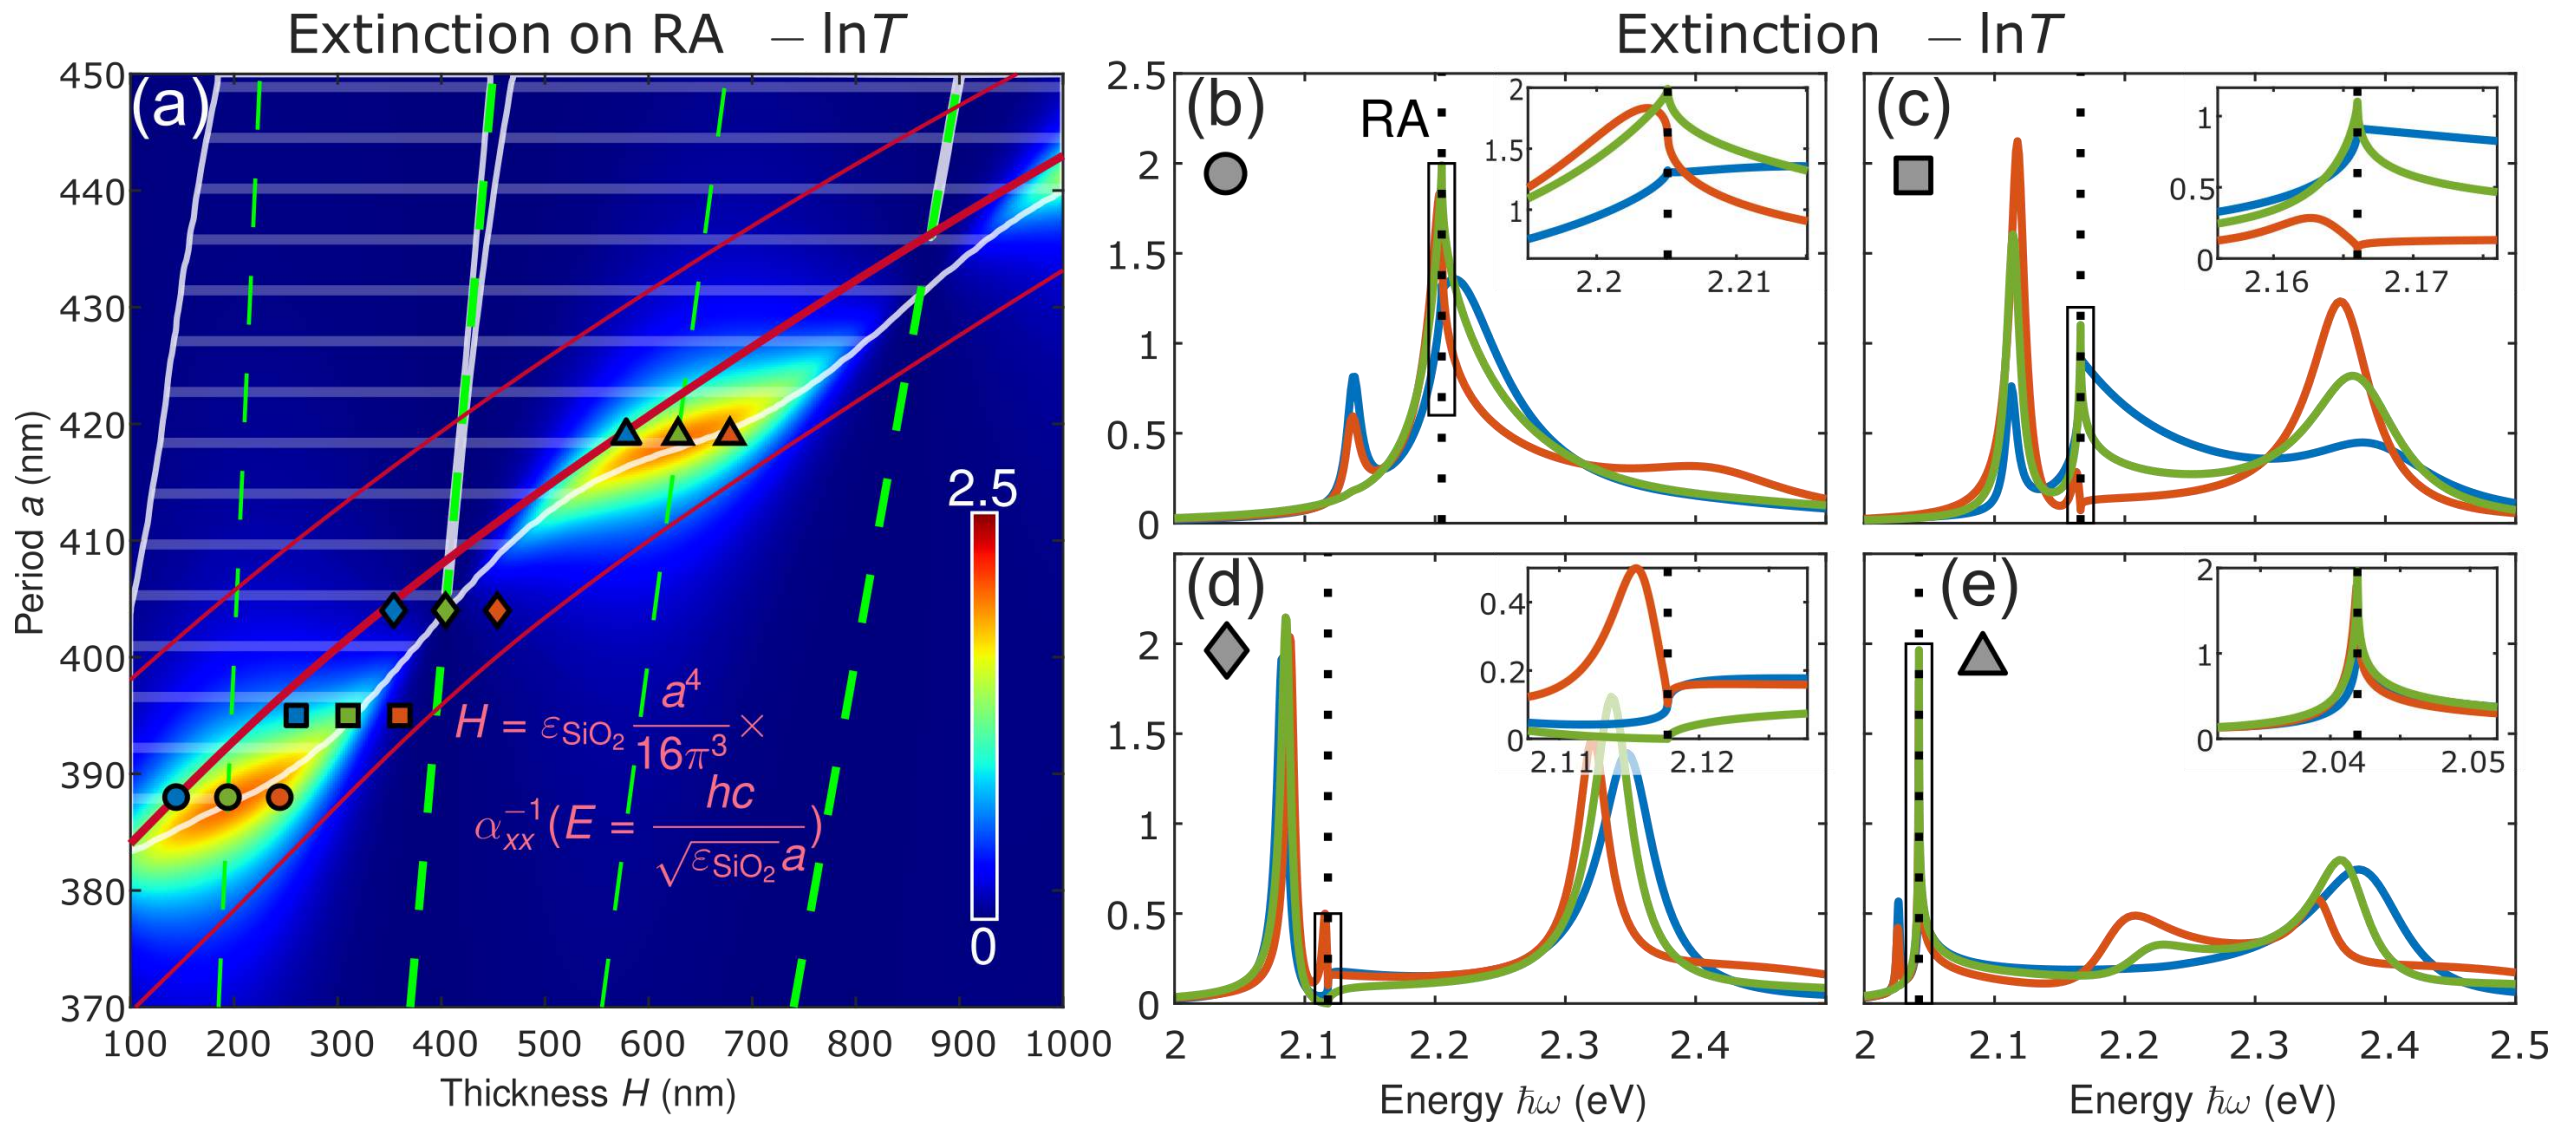 Extinction on RA − lnT
Extinction − lnT
(a)
450
440
430
420
410
400
390
380
370
Period a (nm)
100 200 300 400 500 600 700 800 900 1000
Thickness H (nm)
2.5
0
H = ε_SiO₂ a⁴/16π³ ×
α_xx⁻¹(E = hc/√ε_SiO₂ a)
(b)
RA
2.5
2
1.5
1
0.5
0
2
1.5
1
2.2 2.21
(c)
1
0.5
0
2.16 2.17
(d)
2
1.5
1
0.5
0
0.4
0.2
0
2.11 2.12
2 2.1 2.2 2.3 2.4
Energy ħω (eV)
(e)
2
1
0
2.04 2.05
2 2.1 2.2 2.3 2.4 2.5
Energy ħω (eV)